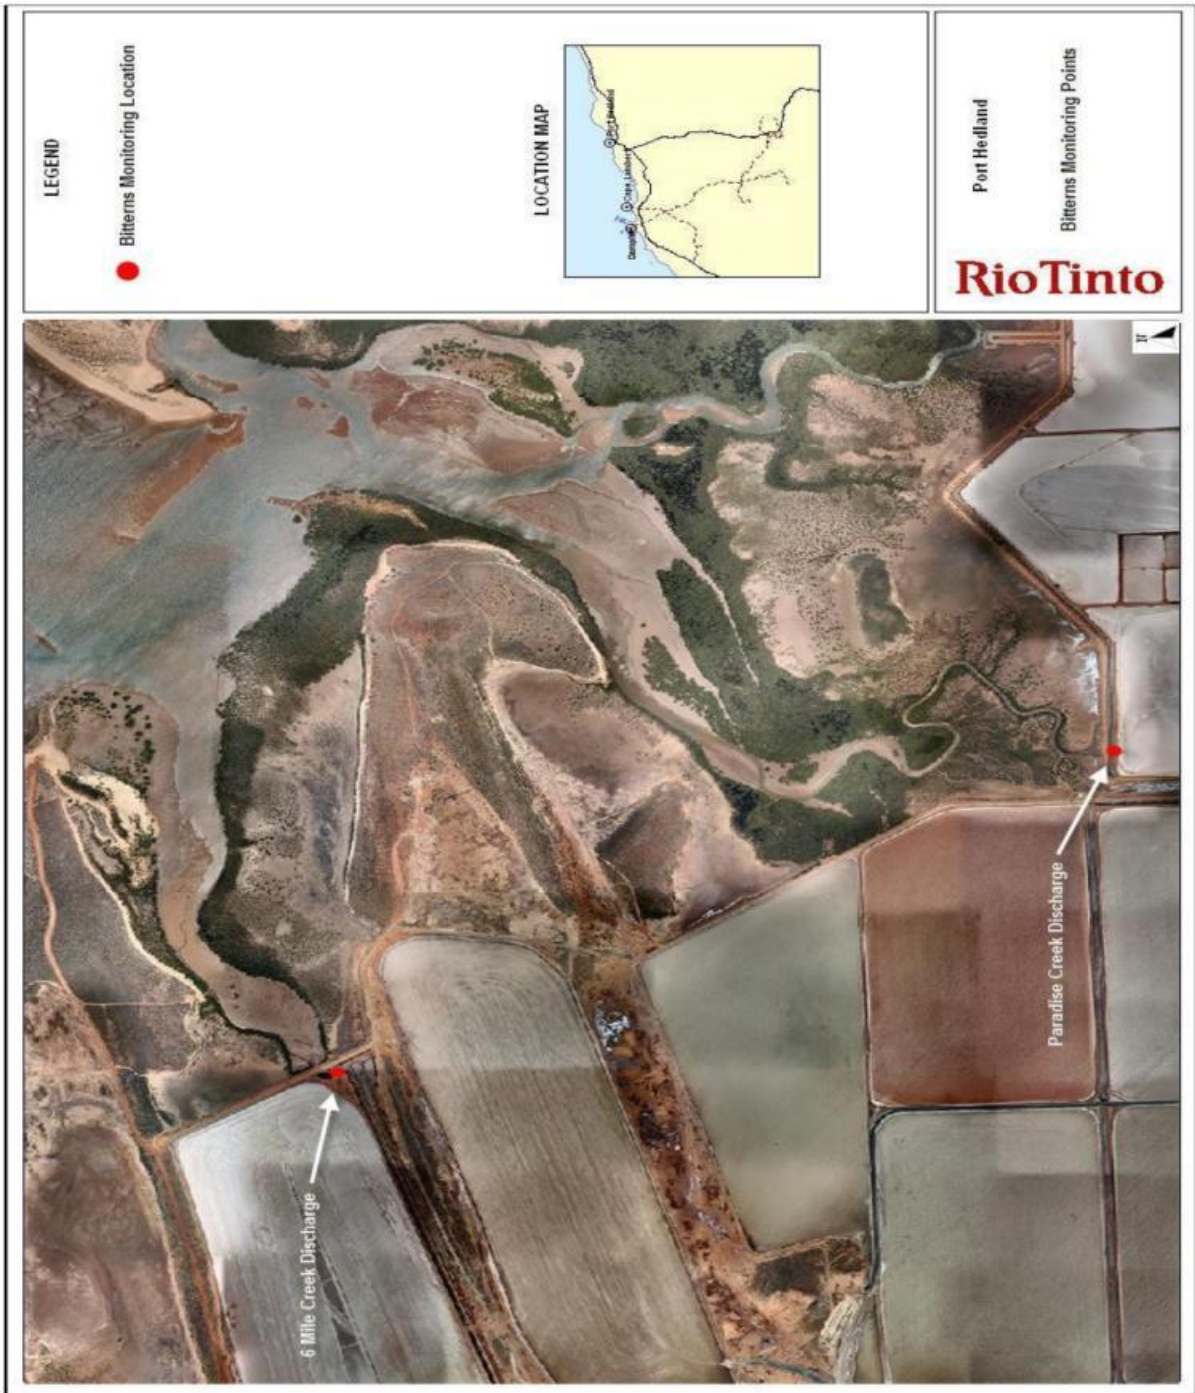 LEGEND
Bitterns Monitoring Location
LOCATION MAP
Dampier
Cape Lambert
Port Hedland
Port Hedland
Bitterns Monitoring Points
RioTinto
N
6 Mile Creek Discharge
Paradise Creek Discharge